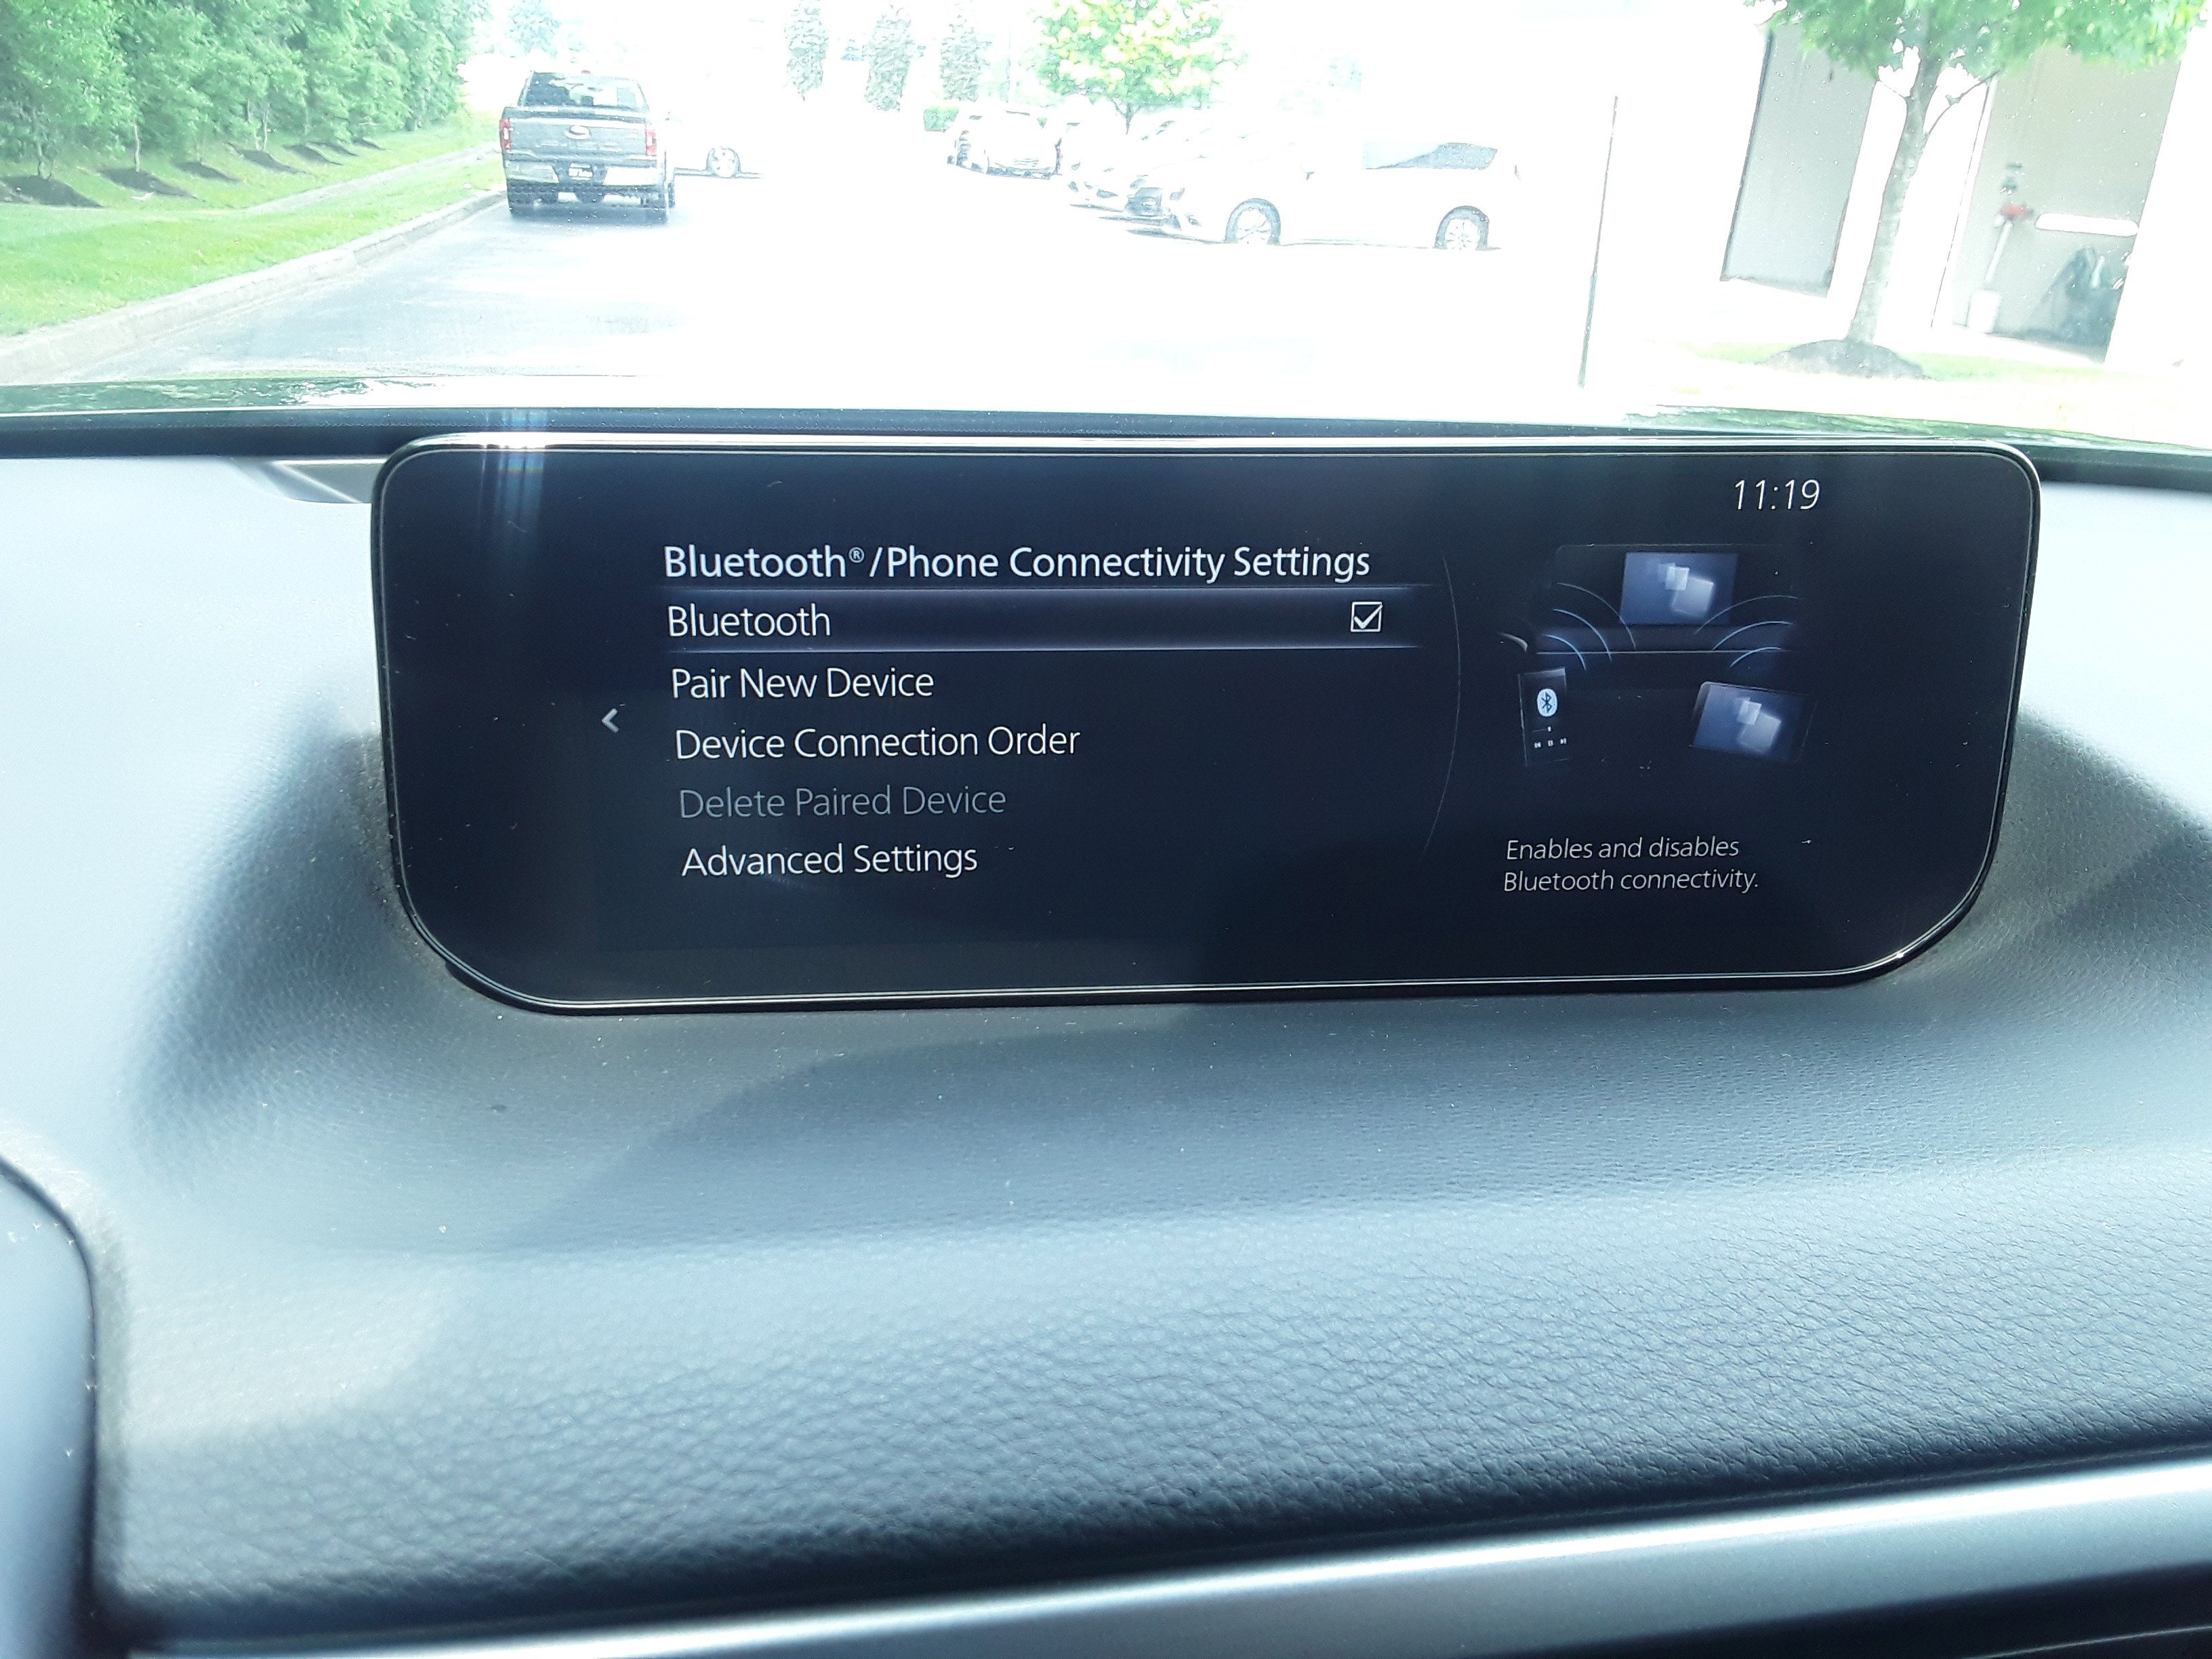 11:19
Bluetooth®/Phone Connectivity Settings
Bluetooth
Pair New Device
Device Connection Order
Delete Paired Device
Advanced Settings
Enables and disables
Bluetooth connectivity.